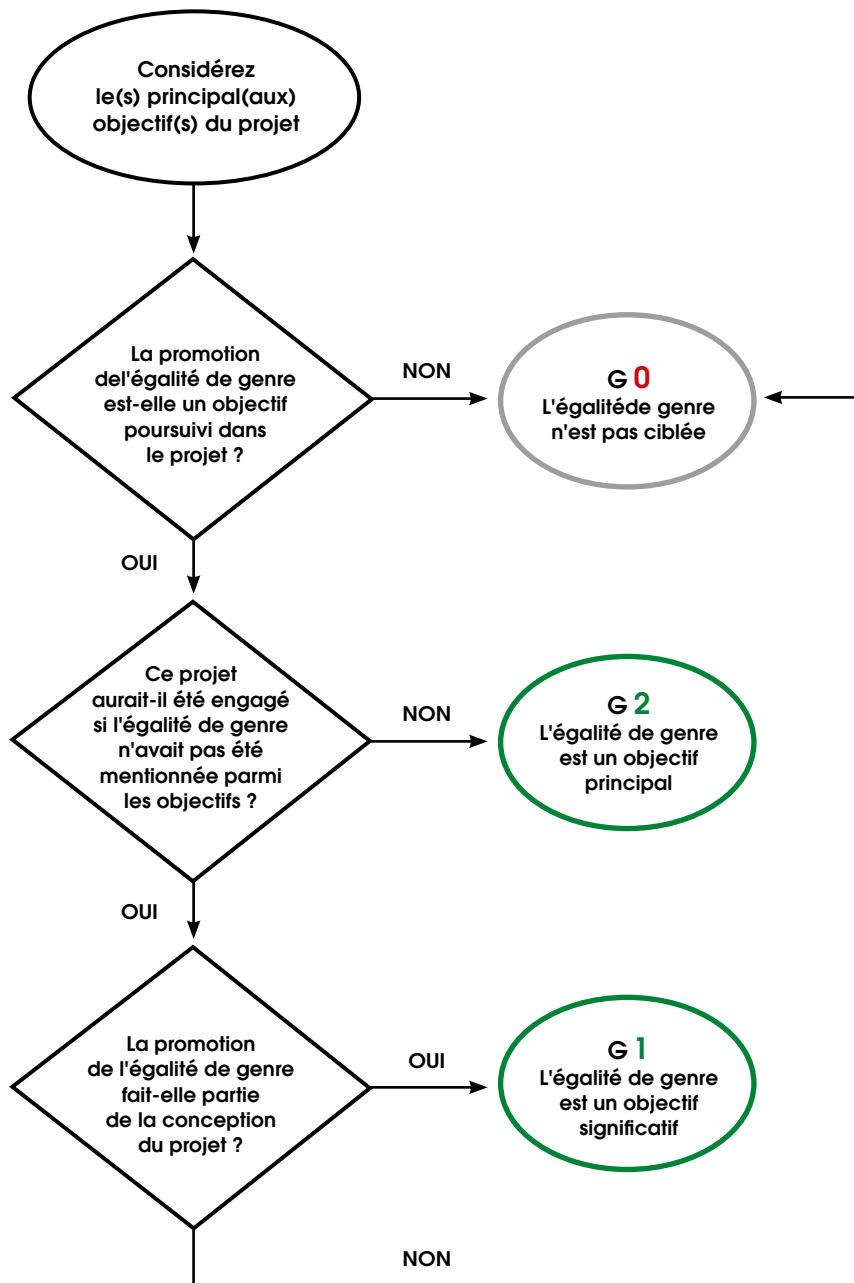 Considérez
le(s) principal(aux)
objectif(s) du projet
La promotion
del'égalité de genre
est-elle un objectif
poursuivi dans
le projet ?
NON
G 0
L'égalitéde genre
n'est pas ciblée
OUI
Ce projet
aurait-il été engagé
si l'égalité de genre
n'avait pas été
mentionnée parmi
les objectifs ?
NON
G 2
L'égalité de genre
est un objectif
principal
OUI
La promotion
de l'égalité de genre
fait-elle partie
de la conception
du projet ?
OUI
G 1
L'égalité de genre
est un objectif
significatif
NON